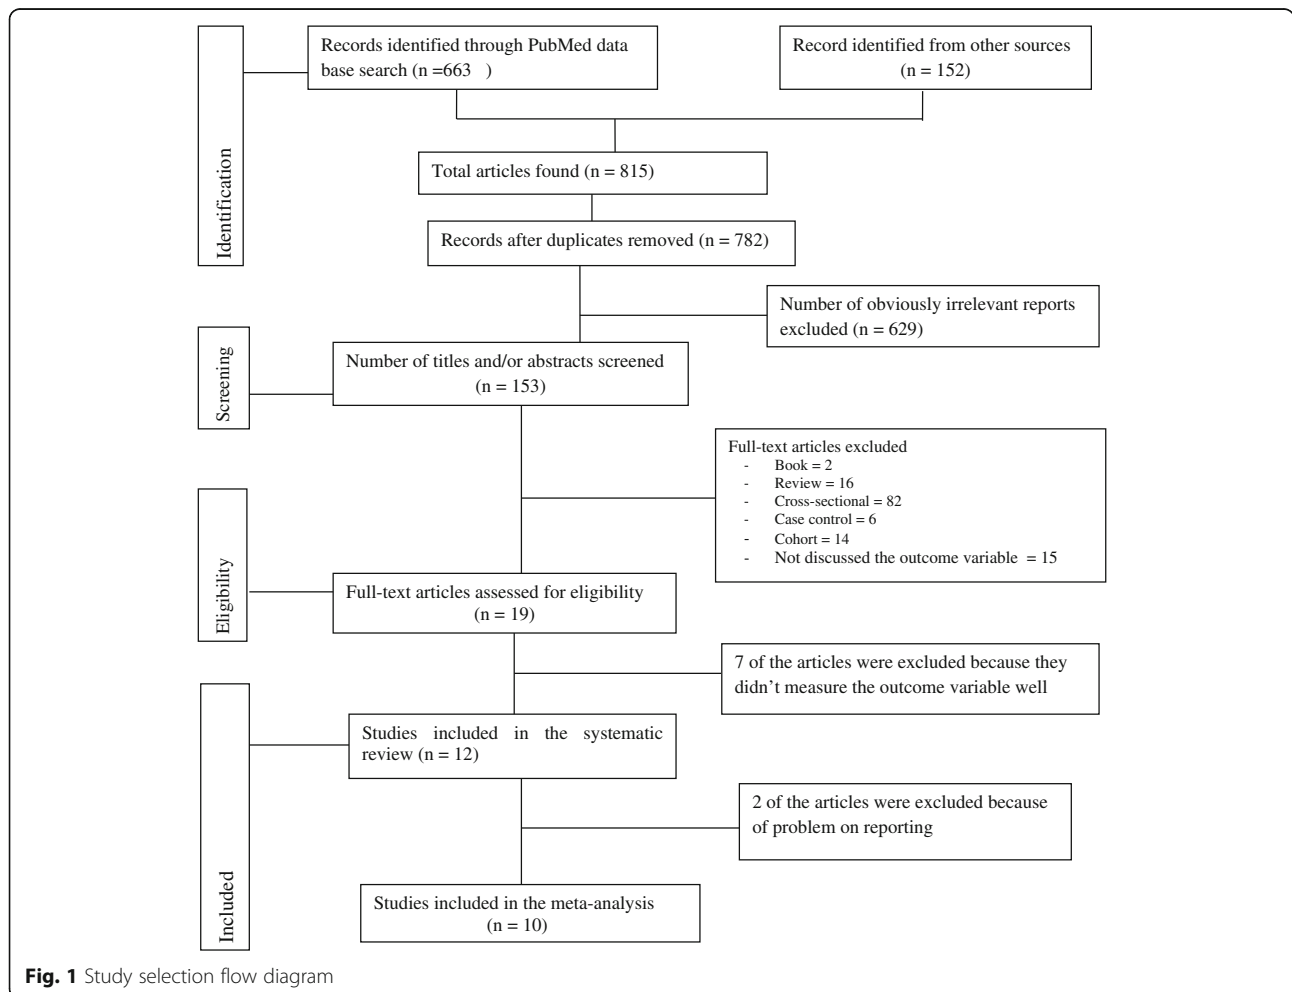 Records identified through PubMed data
base search (n =663 )
Record identified from other sources
(n = 152)
Identification
Total articles found (n = 815)
Records after duplicates removed (n = 782)
Number of obviously irrelevant reports
excluded (n = 629)
Screening
Number of titles and/or abstracts screened
(n = 153)
Full-text articles excluded
- Book = 2
- Review = 16
- Cross-sectional = 82
- Case control = 6
- Cohort = 14
- Not discussed the outcome variable = 15
Eligibility
Full-text articles assessed for eligibility
(n = 19)
7 of the articles were excluded because they
didn't measure the outcome variable well
Included
Studies included in the systematic
review (n = 12)
2 of the articles were excluded because
of problem on reporting
Studies included in the meta-analysis
(n = 10)
Fig. 1 Study selection flow diagram